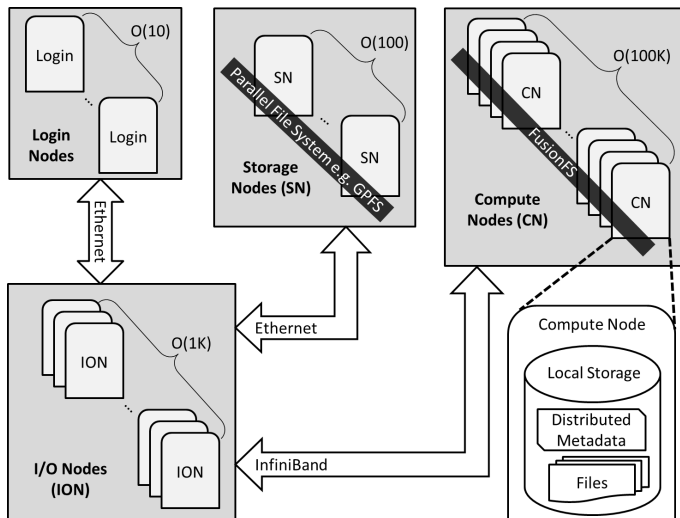 O(10)
Login
...
Login
Login
Nodes
O(100)
SN
...
SN
Parallel File System e.g. GPFS
Storage
Nodes (SN)
O(100K)
CN
...
CN
FusionFS
Compute
Nodes (CN)
Ethernet
Ethernet
InfiniBand
O(1K)
ION
...
ION
I/O Nodes
(ION)
Compute Node
Local Storage
Distributed
Metadata
Files